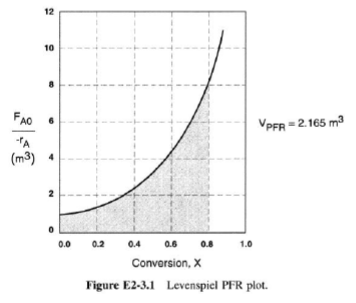 12
10
8
6
4
2
0
F_A0
-r_A
(m³)
V_PFR = 2.165 m³
0.0 0.2 0.4 0.6 0.8 1.0
Conversion, X
Figure E2-3.1 Levenspiel PFR plot.